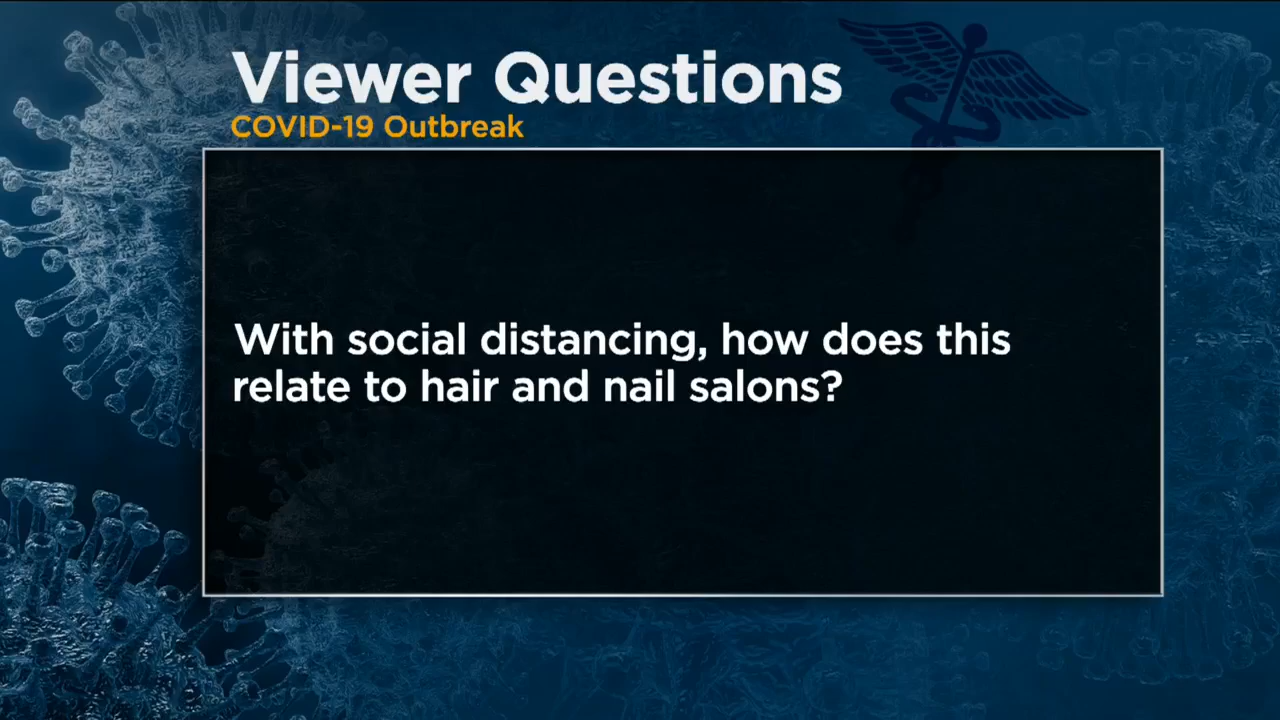 Viewer Questions
COVID-19 Outbreak
With social distancing, how does this
relate to hair and nail salons?